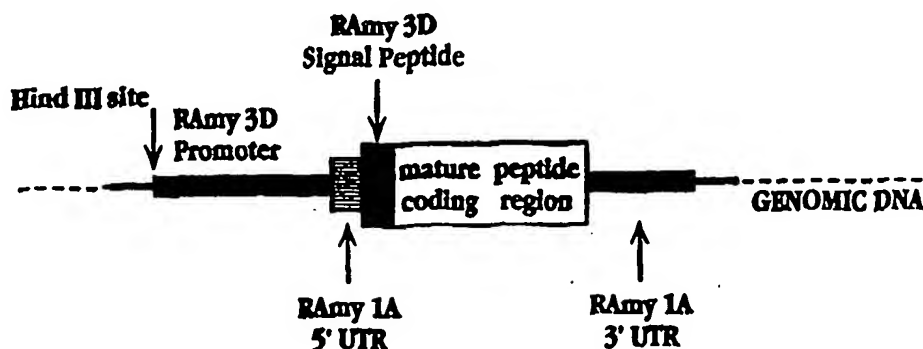 RAmy 3D
Signal Peptide
Hind III site
RAmy 3D
Promoter
mature peptide
coding region
GENOMIC DNA
RAmy 1A
5' UTR
RAmy 1A
3' UTR